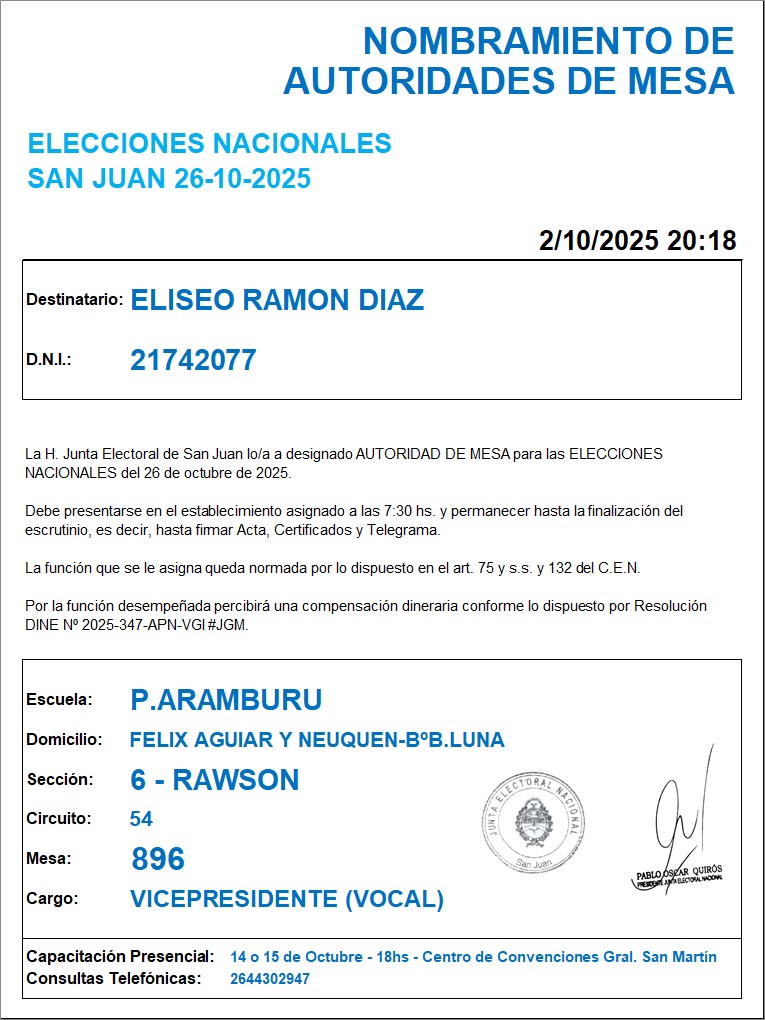 NOMBRAMIENTO DE
AUTORIDADES DE MESA
ELECCIONES NACIONALES
SAN JUAN 26-10-2025
2/10/2025 20:18
Destinatario: ELISEO RAMON DIAZ
D.N.I.: 21742077
La H. Junta Electoral de San Juan lo/a a designado AUTORIDAD DE MESA para las ELECCIONES
NACIONALES del 26 de octubre de 2025.
Debe presentarse en el establecimiento asignado a las 7:30 hs. y permanecer hasta la finalización del
escrutinio, es decir, hasta firmar Acta, Certificados y Telegrama.
La función que se le asigna queda normada por lo dispuesto en el art. 75 y s.s. y 132 del C.E.N.
Por la función desempeñada percibirá una compensación dineraria conforme lo dispuesto por Resolución
DINE Nº 2025-347-APN-VGI#JGM.
Escuela: P.ARAMBURU
Domicilio: FELIX AGUIAR Y NEUQUEN-BºB.LUNA
Sección: 6 - RAWSON
Circuito: 54
Mesa: 896
Cargo: VICEPRESIDENTE (VOCAL)
JUNTA ELECTORAL NACIONAL
San Juan
PABLO OSCAR QUIRÓS
PRESIDENTE JUNTA ELECTORAL NACIONAL
Capacitación Presencial: 14 o 15 de Octubre - 18hs - Centro de Convenciones Gral. San Martín
Consultas Telefónicas: 2644302947